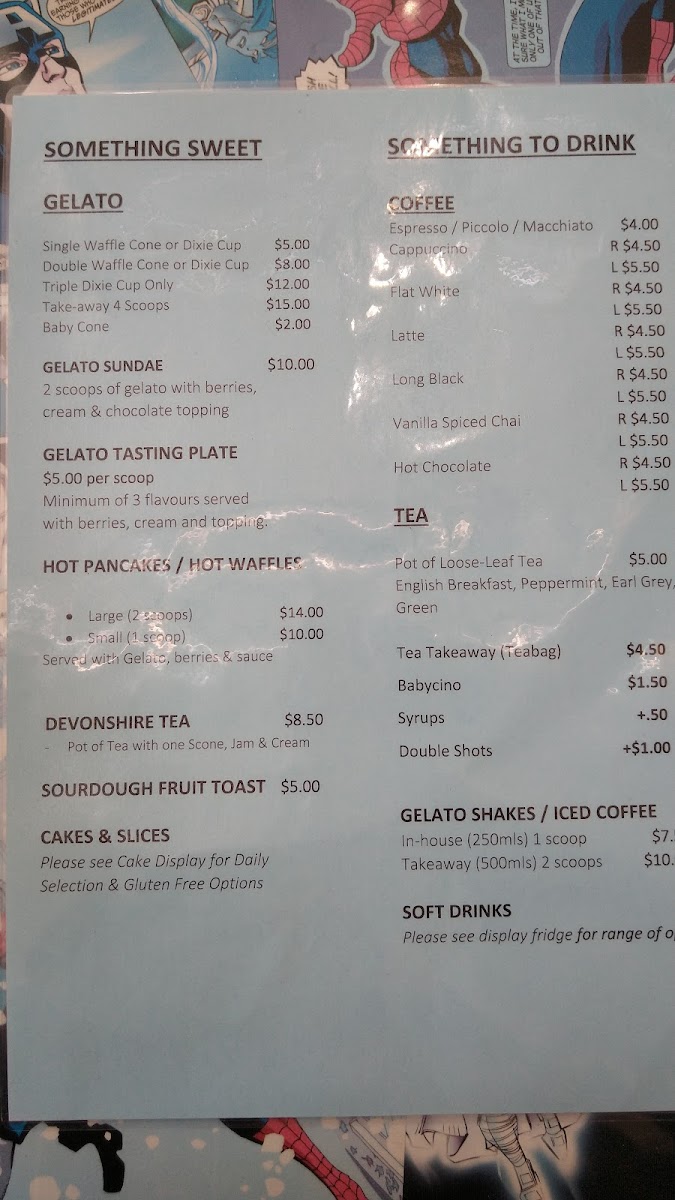 SOMETHING SWEET
GELATO
Single Waffle Cone or Dixie Cup $5.00
Double Waffle Cone or Dixie Cup $8.00
Triple Dixie Cup Only $12.00
Take-away 4 Scoops $15.00
Baby Cone $2.00
GELATO SUNDAE $10.00
2 scoops of gelato with berries,
cream & chocolate topping
GELATO TASTING PLATE
$5.00 per scoop
Minimum of 3 flavours served
with berries, cream and topping.
HOT PANCAKES / HOT WAFFLES
• Large (2 scoops) $14.00
• Small (1 scoop) $10.00
Served with Gelato, berries & sauce
DEVONSHIRE TEA $8.50
- Pot of Tea with one Scone, Jam & Cream
SOURDOUGH FRUIT TOAST $5.00
CAKES & SLICES
Please see Cake Display for Daily
Selection & Gluten Free Options
SOMETHING TO DRINK
COFFEE
Espresso / Piccolo / Macchiato $4.00
Cappuccino R $4.50
L $5.50
Flat White R $4.50
L $5.50
Latte R $4.50
L $5.50
Long Black R $4.50
L $5.50
Vanilla Spiced Chai R $4.50
L $5.50
Hot Chocolate R $4.50
L $5.50
TEA
Pot of Loose-Leaf Tea $5.00
English Breakfast, Peppermint, Earl Grey,
Green
Tea Takeaway (Teabag) $4.50
Babycino $1.50
Syrups +.50
Double Shots +$1.00
GELATO SHAKES / ICED COFFEE
In-house (250mls) 1 scoop $7.
Takeaway (500mls) 2 scoops $10.
SOFT DRINKS
Please see display fridge for range of